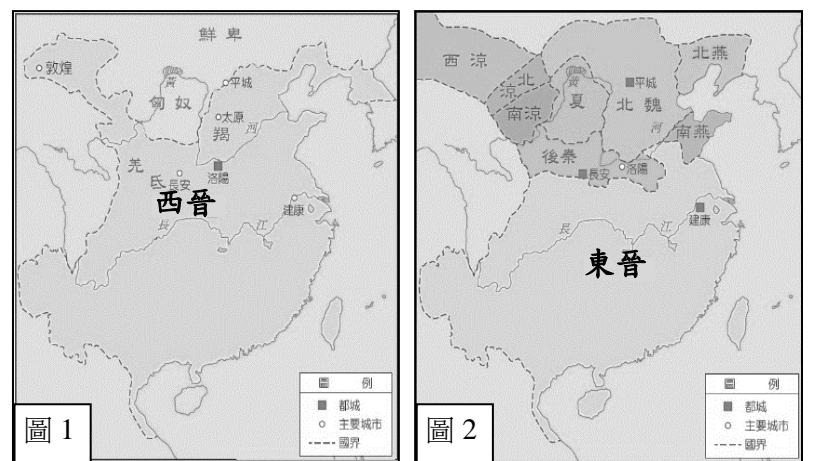 鮮卑
敦煌
黃
平城
匈奴
太原
羯
河
羌
氐
長安
洛陽
西晉
建康
長
江
圖例
都城
主要城市
國界
圖 1
西涼
北涼
南涼
黃
夏
平城
北魏
北燕
河
南燕
後秦
長安
洛陽
建康
長
江
東晉
圖例
都城
主要城市
國界
圖 2